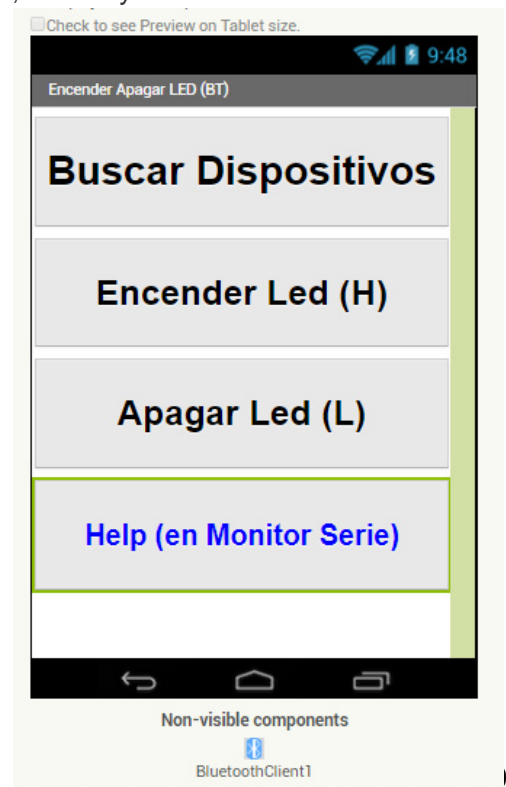 Check to see Preview on Tablet size.
9:48
Encender Apagar LED (BT)
Buscar Dispositivos
Encender Led (H)
Apagar Led (L)
Help (en Monitor Serie)
Non-visible components
BluetoothClient1